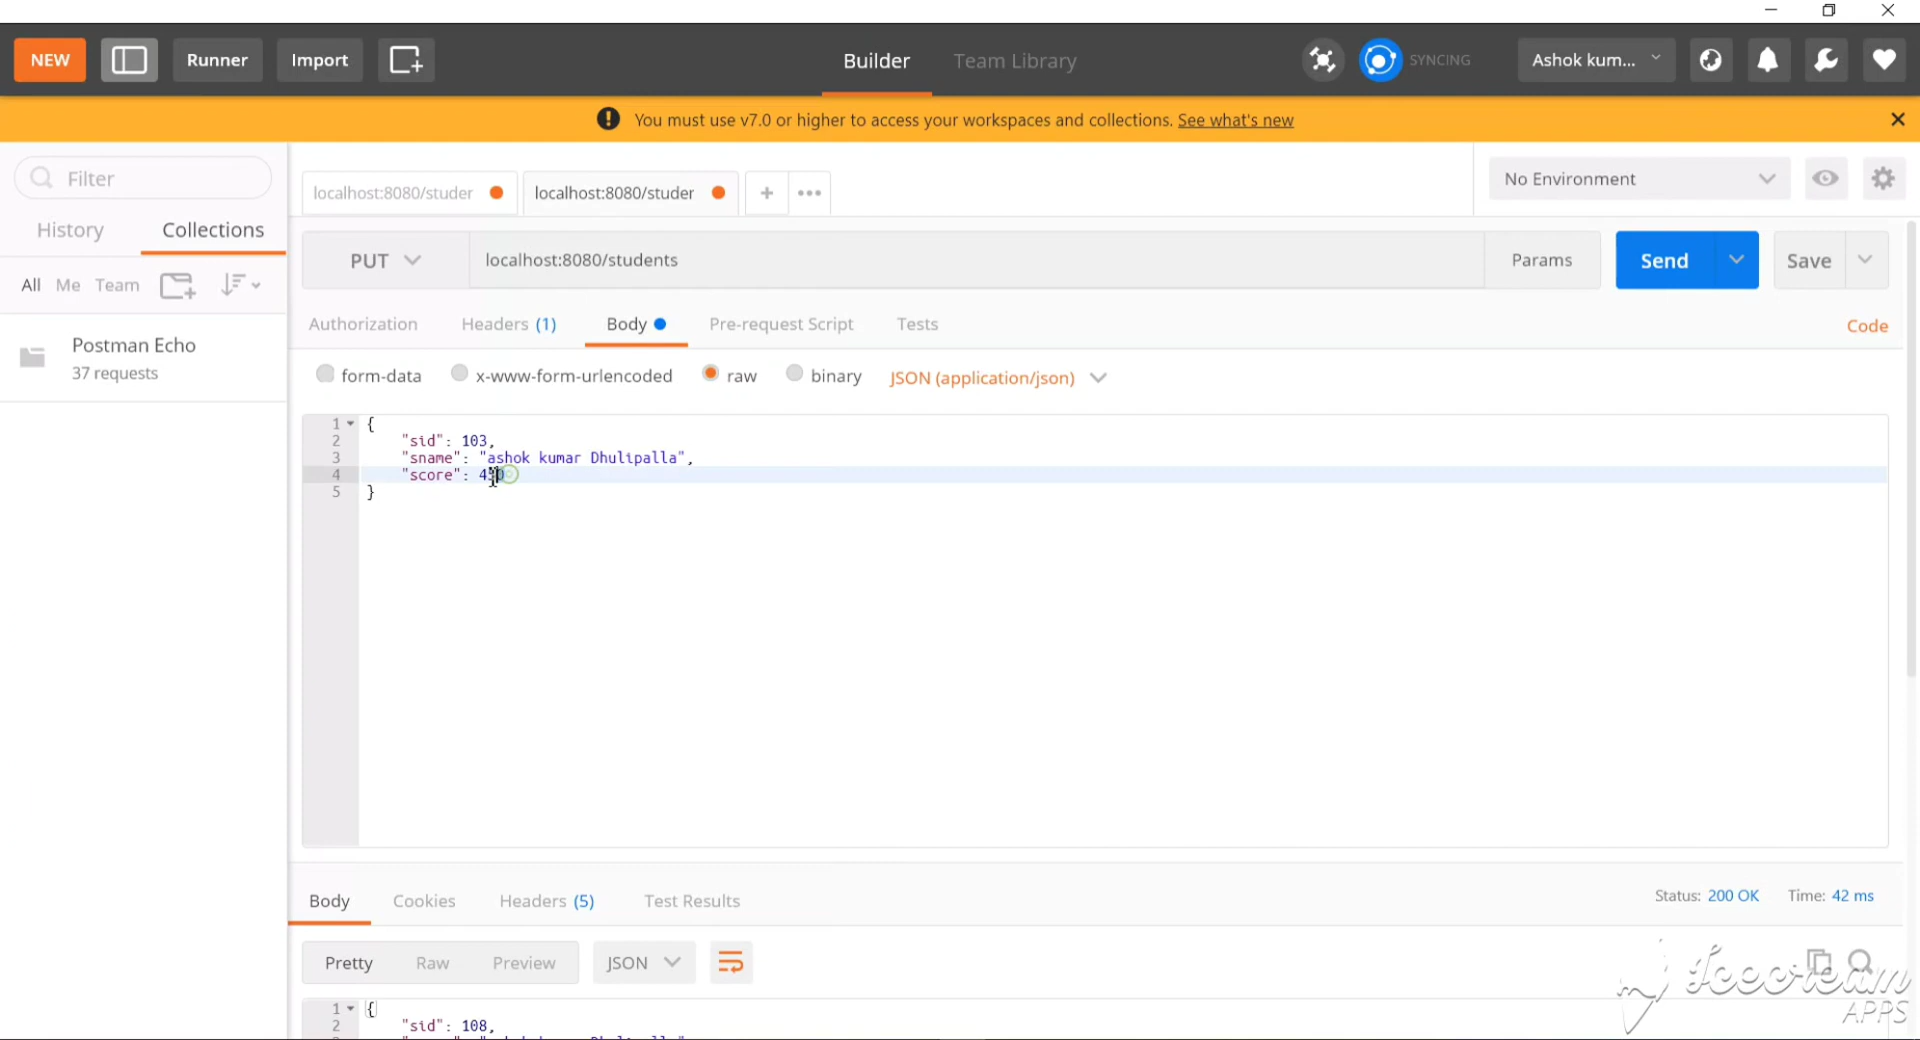 NEW Runner Import Builder Team Library SYNCING Ashok kum...
You must use v7.0 or higher to access your workspaces and collections. See what's new
Filter
localhost:8080/studer localhost:8080/studer + No Environment
History Collections
PUT localhost:8080/students Params Send Save
All Me Team
Authorization Headers (1) Body Pre-request Script Tests Code
Postman Echo
37 requests
form-data x-www-form-urlencoded raw binary JSON (application/json)
1 {
2 "sid": 103,
3 "sname": "ashok kumar Dhulipalla",
4 "score":
5 }
Body Cookies Headers (5) Test Results Status: 200 OK Time: 42 ms
Pretty Raw Preview JSON
1 {
2 "sid": 108,
Icecream
APPS